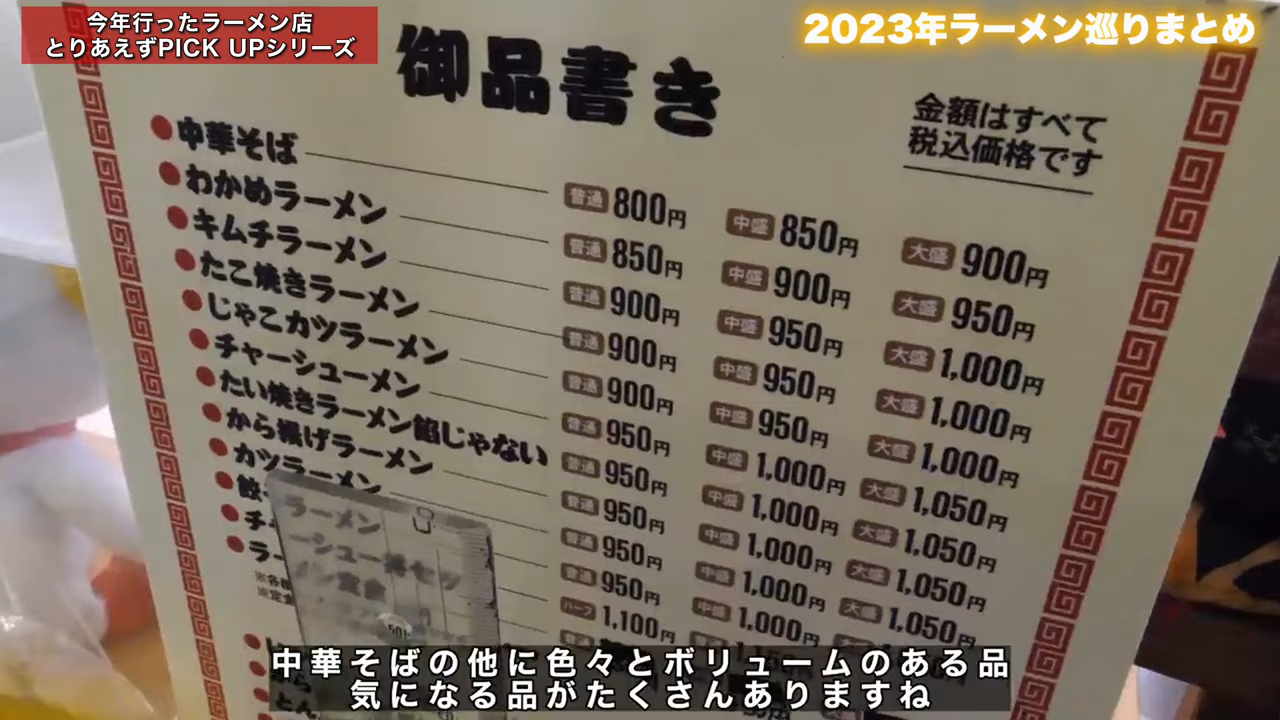 今年行ったラーメン店
とりあえずPICK UPシリーズ
2023年ラーメン巡りまとめ
御品書き
金額はすべて
税込価格です
中華そば 普通 800円 中盛 850円 大盛 900円
わかめラーメン 普通 850円 中盛 900円 大盛 950円
キムチラーメン 普通 900円 中盛 950円 大盛 1,000円
たこ焼きラーメン 普通 900円 中盛 950円 大盛 1,000円
じゃこカツラーメン 普通 900円 中盛 950円 大盛 1,000円
チャーシューメン 普通 950円 中盛 1,000円 大盛 1,050円
たい焼きラーメン餡じゃない 普通 950円 中盛 1,000円 大盛 1,050円
から揚げラーメン 普通 950円 中盛 1,000円 大盛 1,050円
カツラーメン 普通 950円 中盛 1,000円 大盛 1,050円
ラーメン 普通 950円 中盛 1,000円
ハーフ 1,100円
中華そばの他に色々とボリュームのある品
気になる品がたくさんありますね